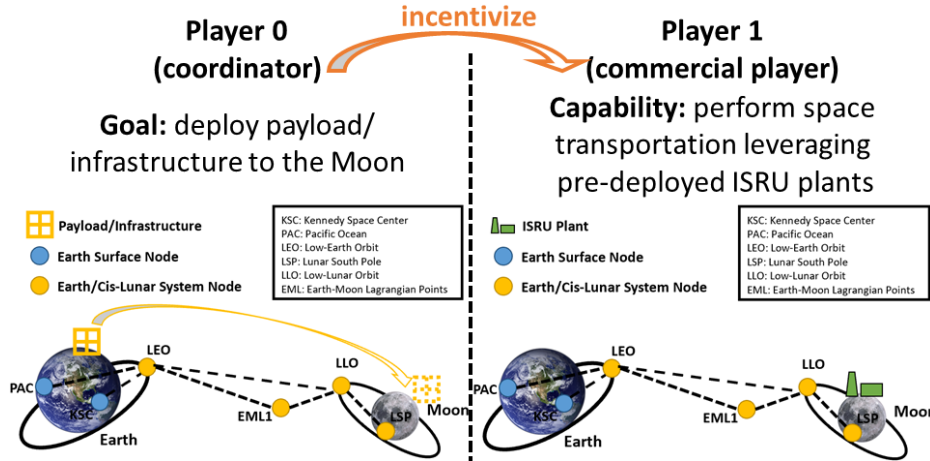 incentivize
Player 0
(coordinator)
Goal: deploy payload/
infrastructure to the Moon
Payload/Infrastructure
Earth Surface Node
Earth/Cis-Lunar System Node
KSC: Kennedy Space Center
PAC: Pacific Ocean
LEO: Low-Earth Orbit
LSP: Lunar South Pole
LLO: Low-Lunar Orbit
EML: Earth-Moon Lagrangian Points
LEO
LLO
PAC
KSC
EML1
LSP
Moon
Earth
Player 1
(commercial player)
Capability: perform space
transportation leveraging
pre-deployed ISRU plants
ISRU Plant
Earth Surface Node
Earth/Cis-Lunar System Node
KSC: Kennedy Space Center
PAC: Pacific Ocean
LEO: Low-Earth Orbit
LSP: Lunar South Pole
LLO: Low-Lunar Orbit
EML: Earth-Moon Lagrangian Points
LEO
LLO
PAC
KSC
EML1
LSP
Moon
Earth